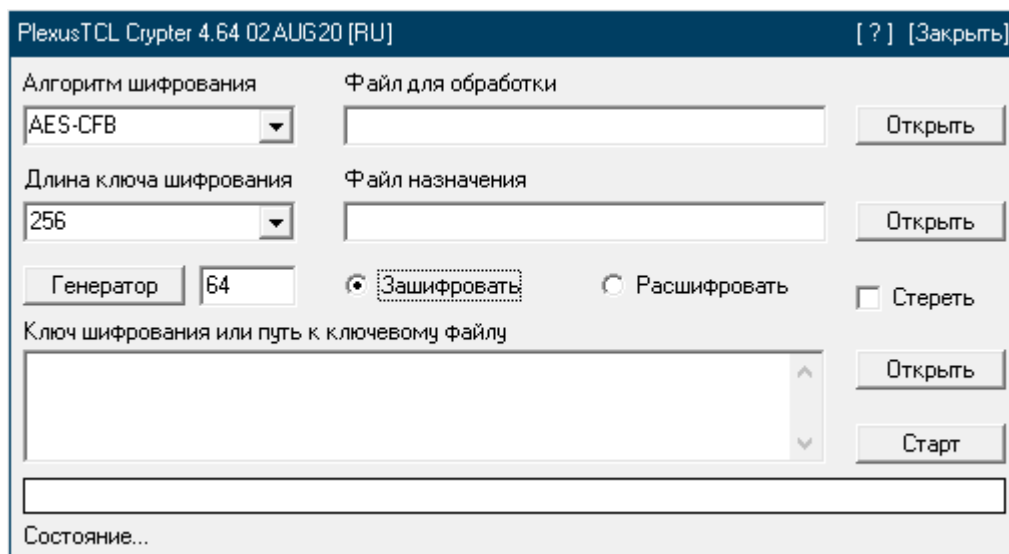 PlexusTCL Crypter 4.64 02AUG20 [RU] [ ? ] [Закрыть]
Алгоритм шифрования Файл для обработки
AES-CFB Открыть
Длина ключа шифрования Файл назначения
256 Открыть
Генератор 64 Зашифровать Расшифровать Стереть
Ключ шифрования или путь к ключевому файлу
Открыть
Старт
Состояние...